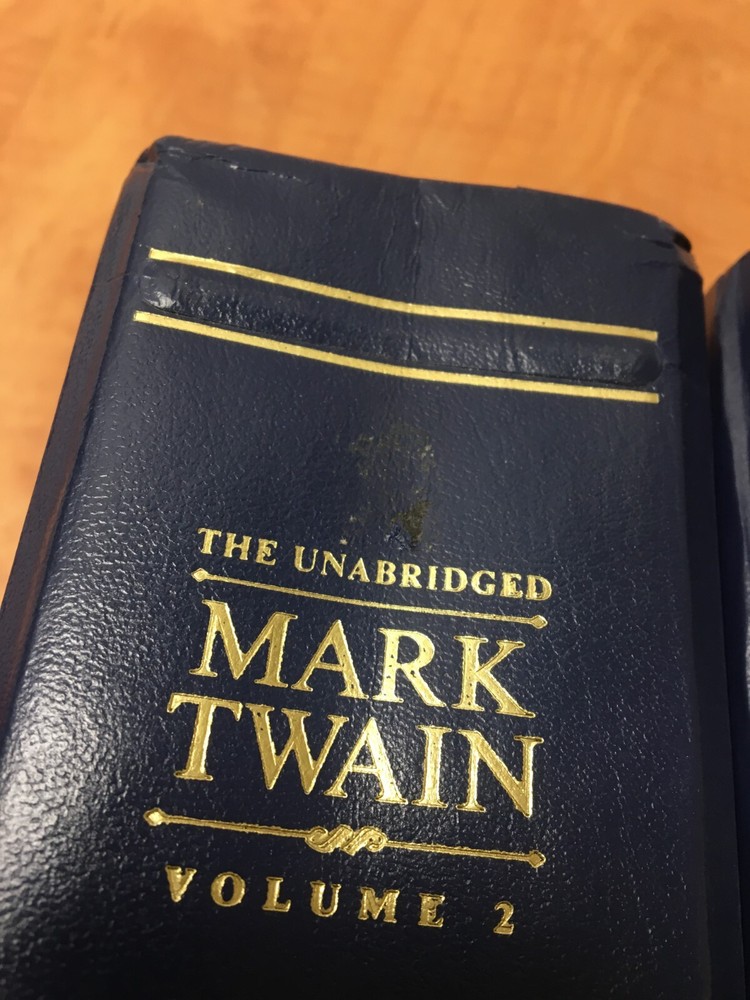 THE UNABRIDGED
MARK
TWAIN
VOLUME 2